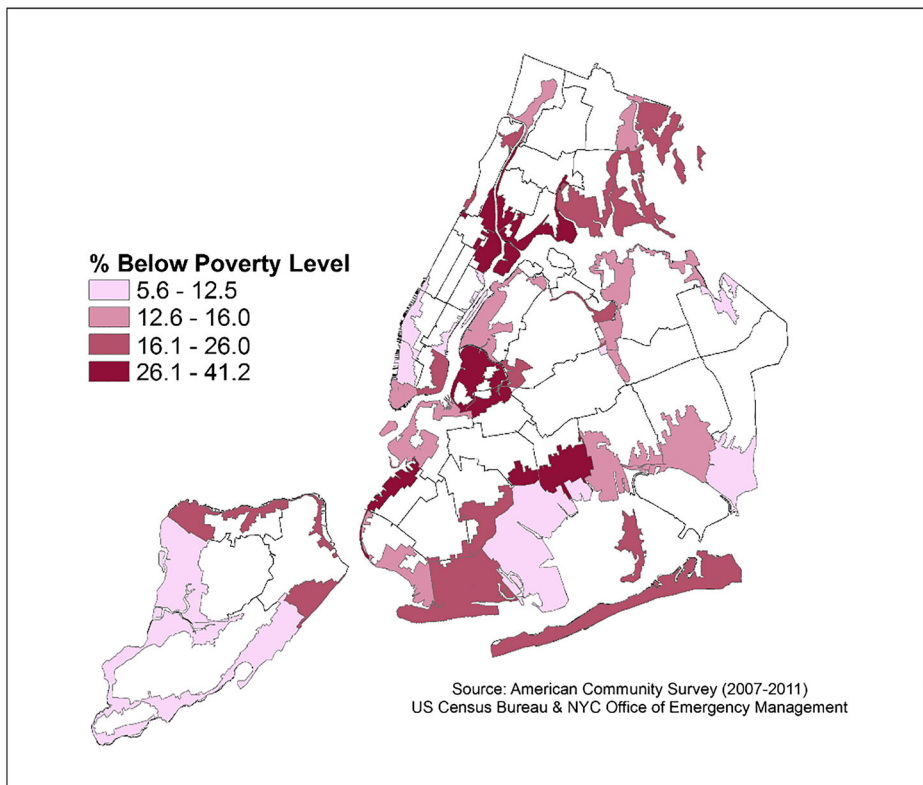 % Below Poverty Level
5.6 - 12.5
12.6 - 16.0
16.1 - 26.0
26.1 - 41.2
Source: American Community Survey (2007-2011)
US Census Bureau & NYC Office of Emergency Management